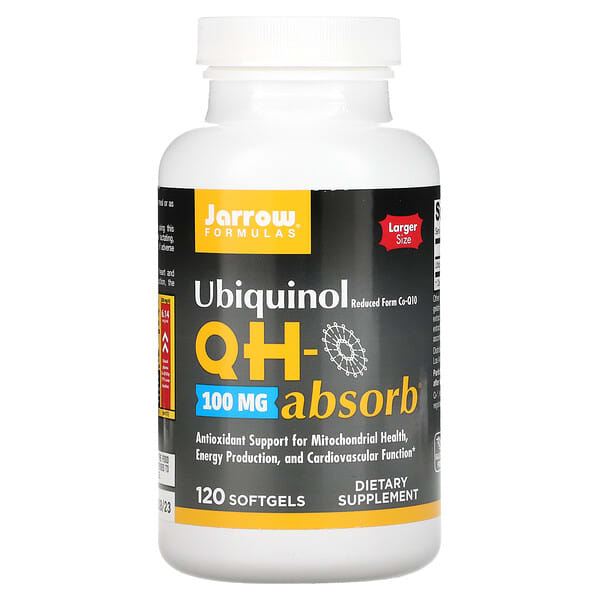 Jarrow
FORMULAS®
Larger
Size
Ubiquinol Reduced Form Co-Q10
QH-
100 MG absorb®
Antioxidant Support for Mitochondrial Health,
Energy Production, and Cardiovascular Function*
120 SOFTGELS
DIETARY
SUPPLEMENT